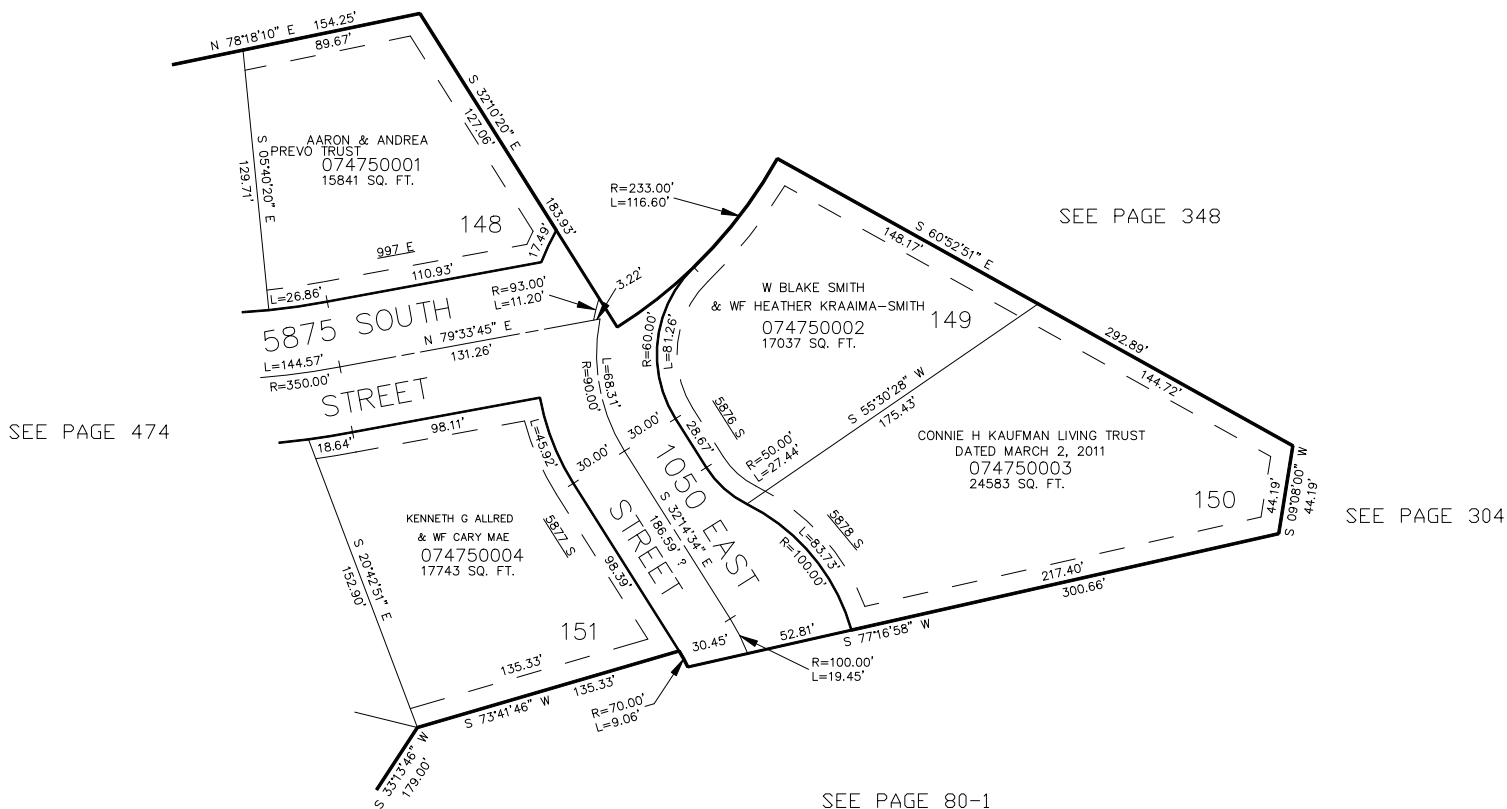 N 78°18'10" E 154.25'
89.67'
S 32°10'20" E
127.06'
183.93'
AARON & ANDREA
PREVO TRUST
074750001
15841 SQ. FT.
S 05°40'20" E
129.71'
148
997 E
17.49'
110.93'
L=26.86'
5875 SOUTH
STREET
N 79°33'45" E
131.26'
L=144.57'
R=350.00'
R=93.00'
L=11.20'
3.22'
R=233.00'
L=116.60'
SEE PAGE 348
S 60°52'51" E
148.17'
292.89'
144.72'
W BLAKE SMITH
& WF HEATHER KRAAIMA-SMITH
074750002
17037 SQ. FT.
149
R=60.00'
L=81.26'
L=68.31'
R=90.00'
5876 S
S 55°30'28" W
175.43'
SEE PAGE 474
18.64'
98.11'
L=45.92'
30.00'
30.00'
28.67'
R=50.00'
L=27.44'
CONNIE H KAUFMAN LIVING TRUST
DATED MARCH 2, 2011
074750003
24583 SQ. FT.
150
44.19'
S 09°08'00" W
44.19'
SEE PAGE 304
1050 EAST
STREET
S 32°14'34" E
186.59' ?
5878 S
L=83.73'
R=100.00'
217.40'
300.66'
S 77°16'58" W
KENNETH G ALLRED
& WF CARY MAE
074750004
17743 SQ. FT.
5877 S
98.39'
S 20°42'51" E
152.90'
151
135.33'
135.33'
S 73°41'46" W
30.45'
52.81'
R=100.00'
L=19.45'
R=70.00'
L=9.06'
S 33°13'46" W
179.00'
SEE PAGE 80-1